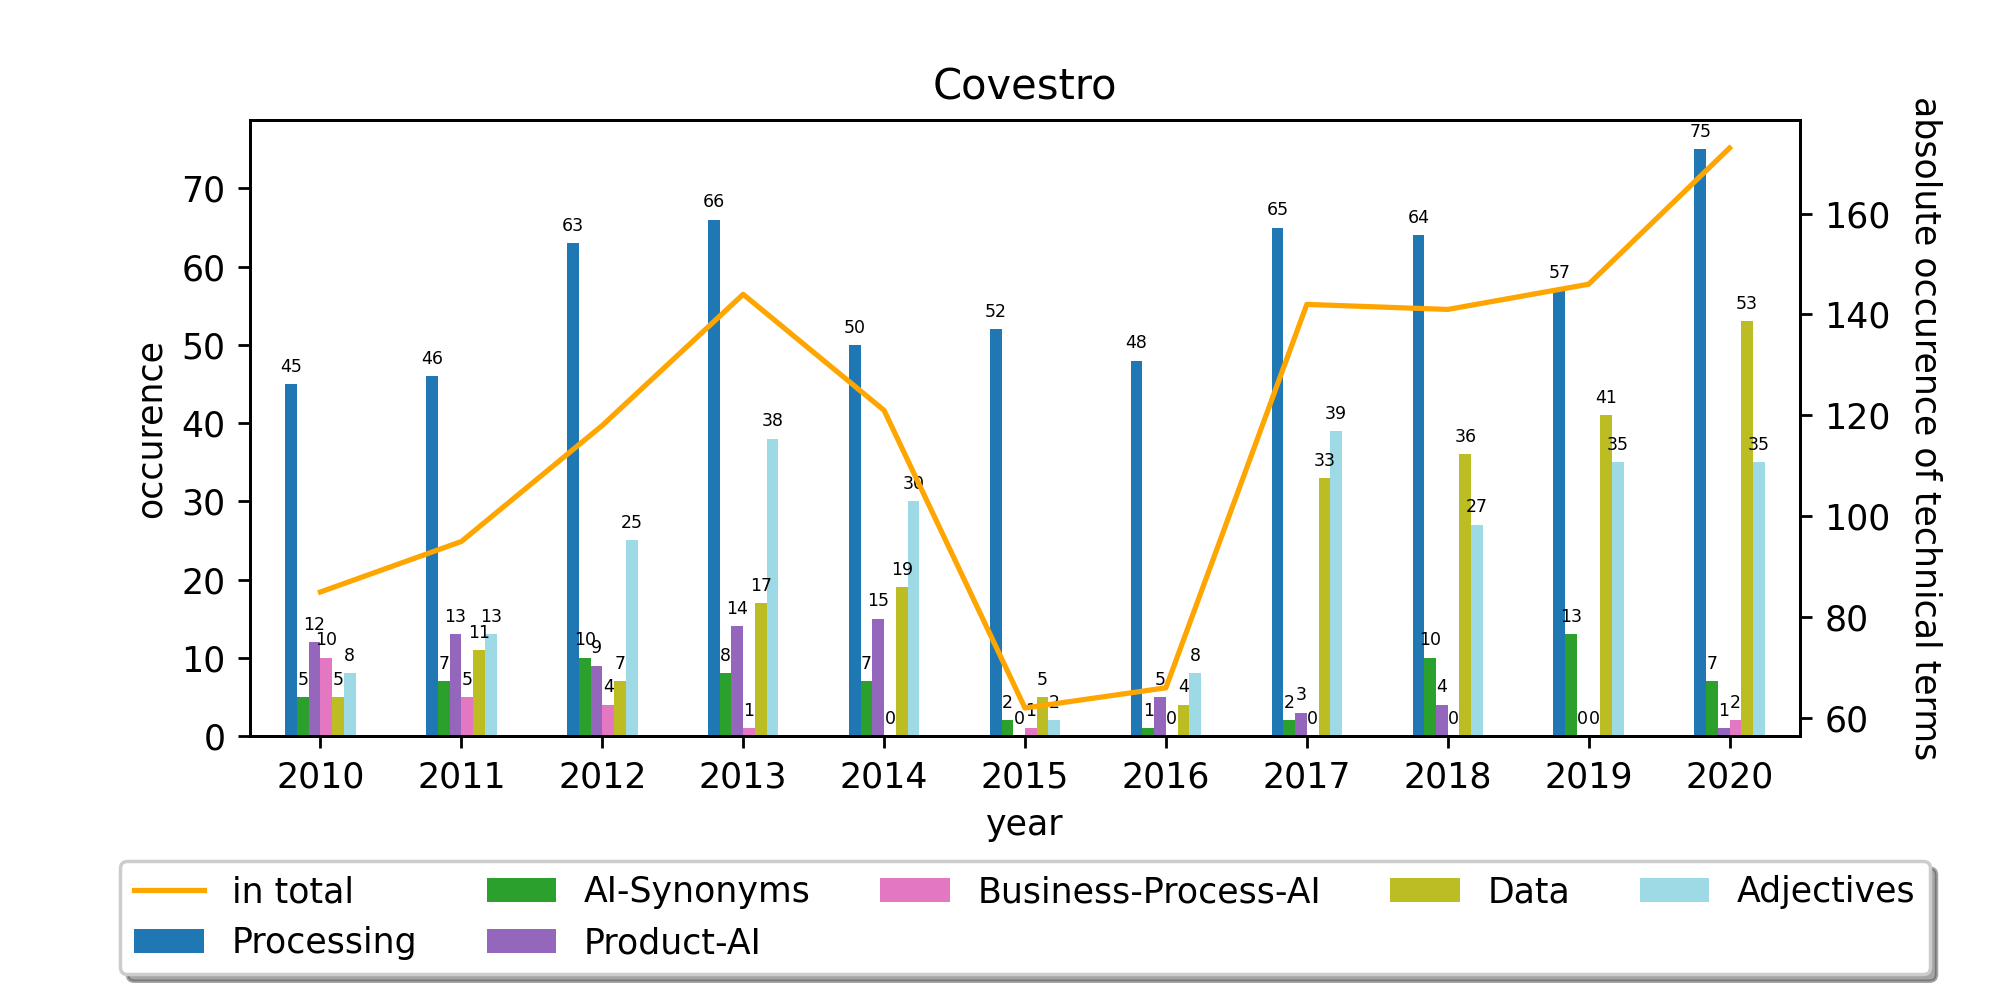 Covestro
occurence
absolute occurence of technical terms
70
60
50
40
30
20
10
0
160
140
120
100
80
60
45 5 12 10 5 8
46 7 13 5 11 13
63 10 9 4 7 25
66 8 14 1 17 38
50 7 15 0 19 30
52 2 0 1 5 2
48 1 5 0 4 8
65 2 3 0 33 39
64 10 4 0 36 27
57 13 0 0 41 35
75 7 1 2 53 35
2010 2011 2012 2013 2014 2015 2016 2017 2018 2019 2020
year
in total AI-Synonyms Business-Process-AI Data Adjectives
Processing Product-AI